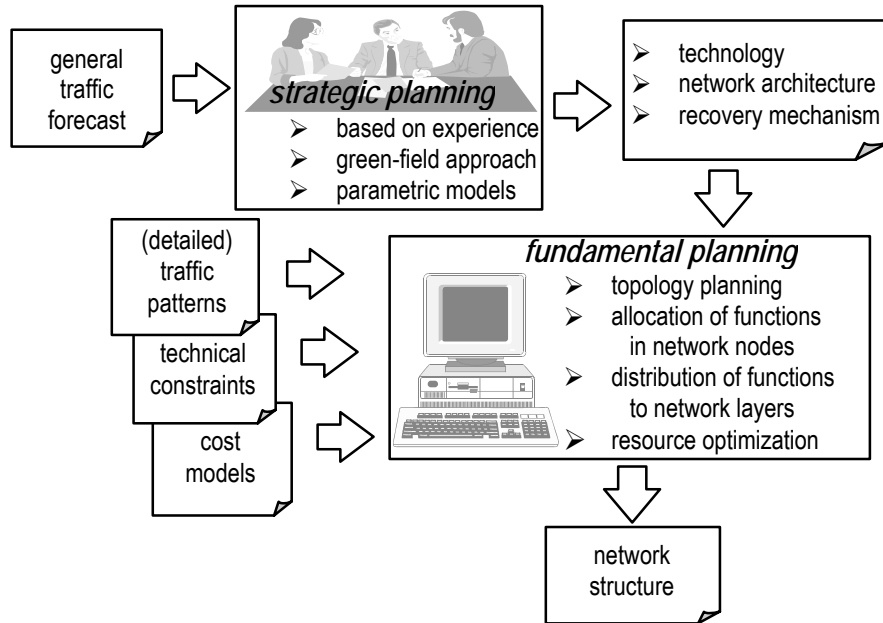 general
traffic
forecast
strategic planning
➢ based on experience
➢ green-field approach
➢ parametric models
➢ technology
➢ network architecture
➢ recovery mechanism
(detailed)
traffic
patterns
technical
constraints
cost
models
fundamental planning
➢ topology planning
➢ allocation of functions
in network nodes
➢ distribution of functions
to network layers
➢ resource optimization
network
structure